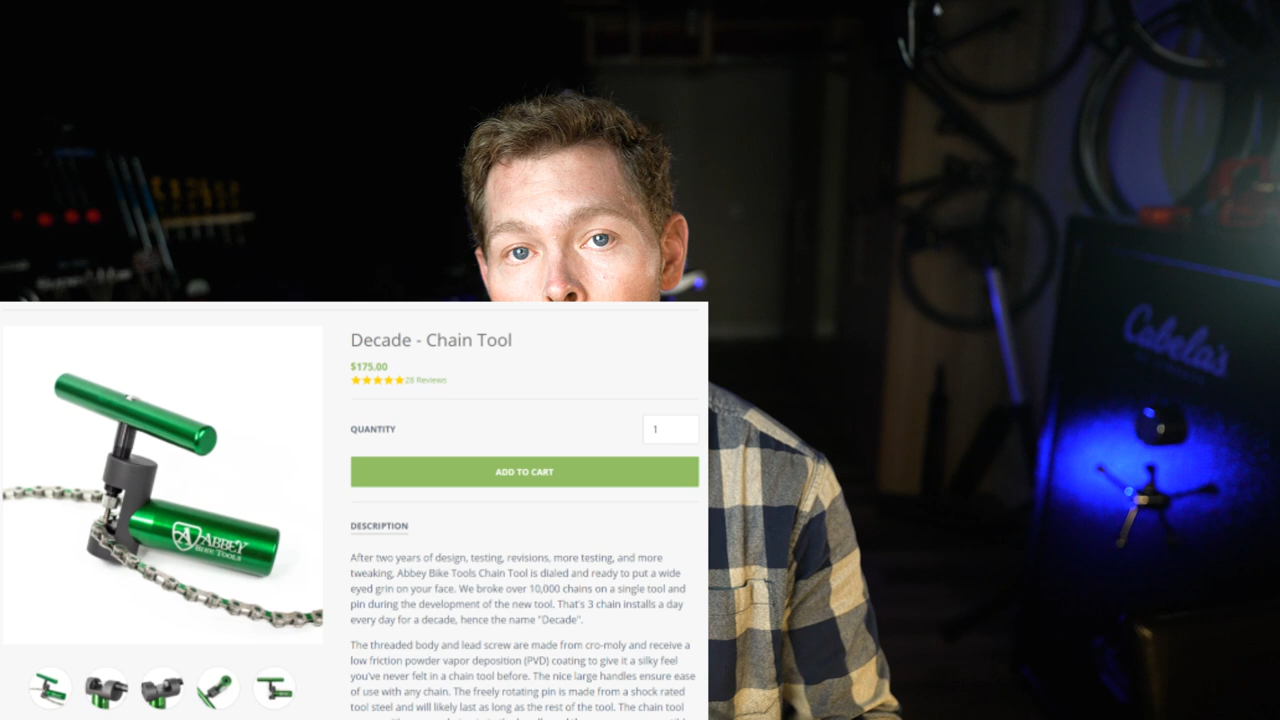 Decade - Chain Tool
$175.00
28 Reviews
QUANTITY
1
ADD TO CART
DESCRIPTION
After two years of design, testing, revisions, more testing, and more
tweaking, Abbey Bike Tools Chain Tool is dialed and ready to put a wide
eyed grin on your face. We broke over 10,000 chains on a single tool and
pin during the development of the new tool. That's 3 chain installs a day
every day for a decade, hence the name "Decade".
The threaded body and lead screw are made from cro-moly and receive a
low friction powder vapor deposition (PVD) coating to give it a silky feel
you've never felt in a chain tool before. The nice large handles ensure ease
of use with any chain. The freely rotating pin is made from a shock rated
tool steel and will likely last as long as the rest of the tool. The chain tool
ABBEY
BIKE TOOLS
Cabela's